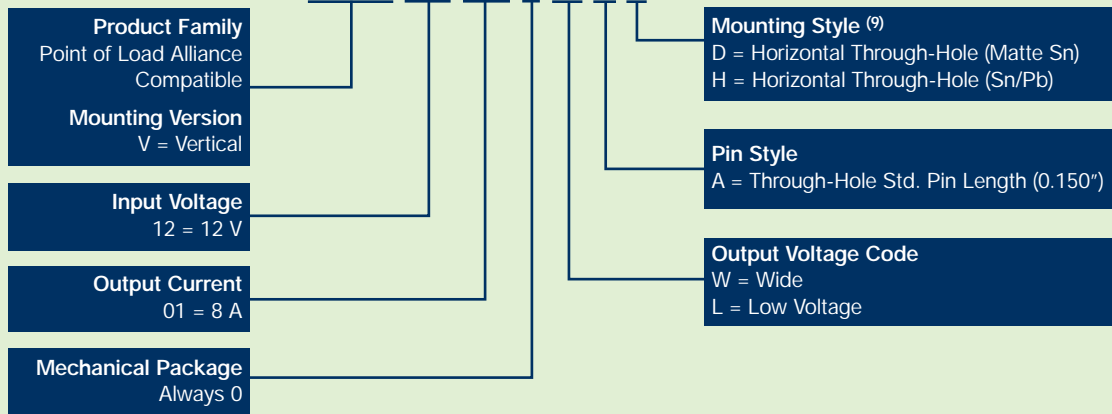 Product Family
Point of Load Alliance
Compatible
Mounting Version
V = Vertical
Input Voltage
12 = 12 V
Output Current
01 = 8 A
Mechanical Package
Always 0
Mounting Style (9)
D = Horizontal Through-Hole (Matte Sn)
H = Horizontal Through-Hole (Sn/Pb)
Pin Style
A = Through-Hole Std. Pin Length (0.150″)
Output Voltage Code
W = Wide
L = Low Voltage